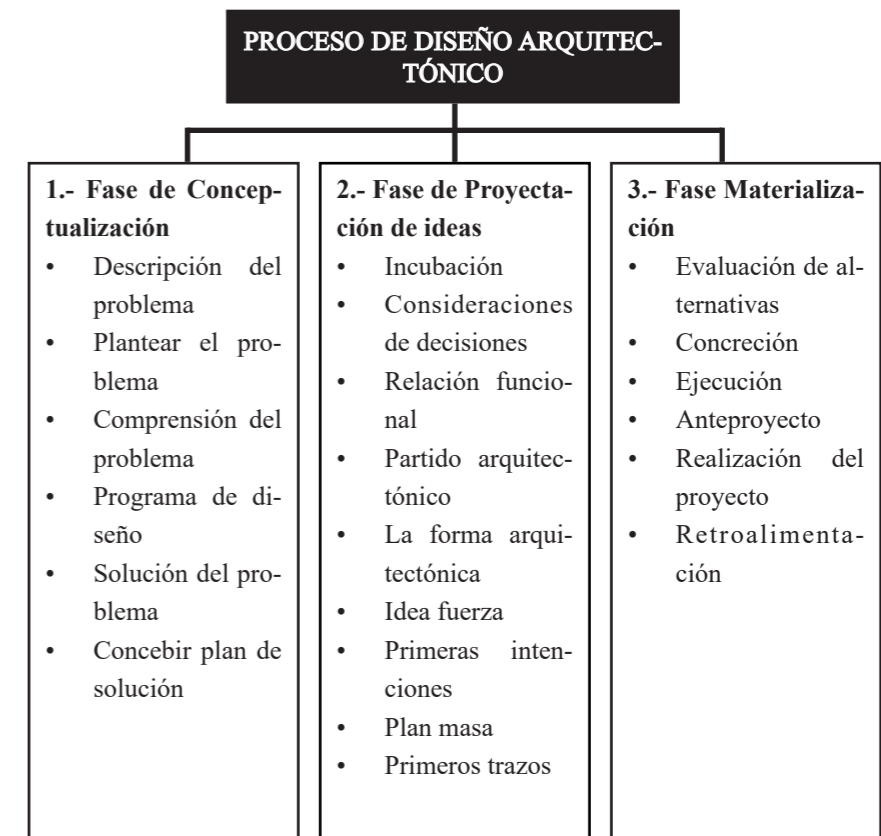 PROCESO DE DISEÑO ARQUITEC-
TÓNICO
1.- Fase de Concep-
tualización
• Descripción del
problema
• Plantear el pro-
blema
• Comprensión del
problema
• Programa de di-
seño
• Solución del pro-
blema
• Concebir plan de
solución
2.- Fase de Proyecta-
ción de ideas
• Incubación
• Consideraciones
de decisiones
• Relación funcio-
nal
• Partido arquitec-
tónico
• La forma arqui-
tectónica
• Idea fuerza
• Primeras inten-
ciones
• Plan masa
• Primeros trazos
3.- Fase Materializa-
ción
• Evaluación de al-
ternativas
• Concreción
• Ejecución
• Anteproyecto
• Realización del
proyecto
• Retroalimenta-
ción